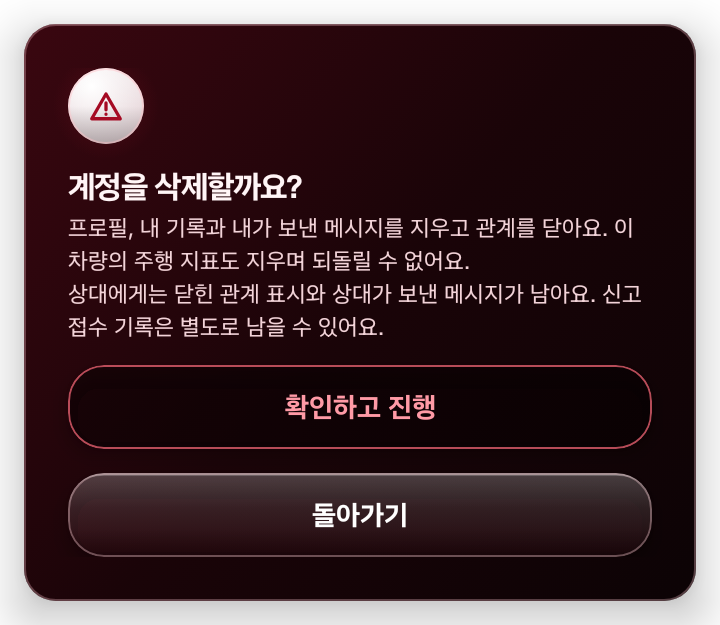 계정을 삭제할까요?
프로필, 내 기록과 내가 보낸 메시지를 지우고 관계를 닫아요. 이
차량의 주행 지표도 지우며 되돌릴 수 없어요.
상대에게는 닫힌 관계 표시와 상대가 보낸 메시지가 남아요. 신고
접수 기록은 별도로 남을 수 있어요.
확인하고 진행
돌아가기